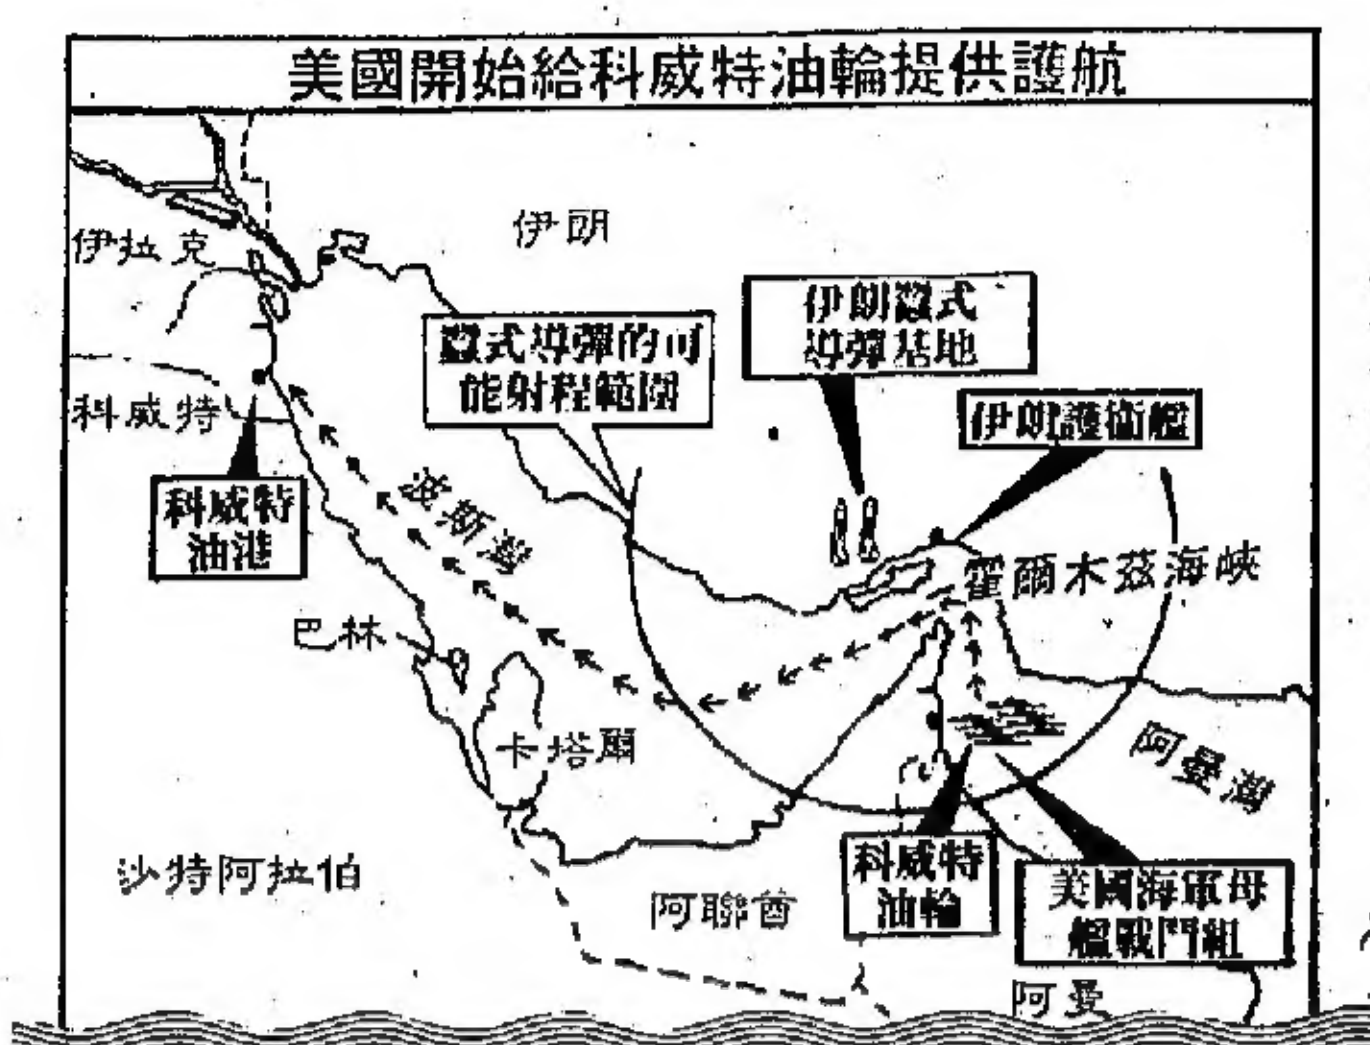 美國開始給科威特油輪提供護航
伊朗
伊拉克
伊朗蠶式
導彈基地
蠶式導彈的可
能射程範圍
科威特
伊朗護衛艦
波斯灣
科威特
油港
霍爾木茲海峽
巴林
卡塔爾
阿曼灣
沙特阿拉伯
阿聯酋
科威特
油輪
美國海軍母
艦戰鬥組
阿曼